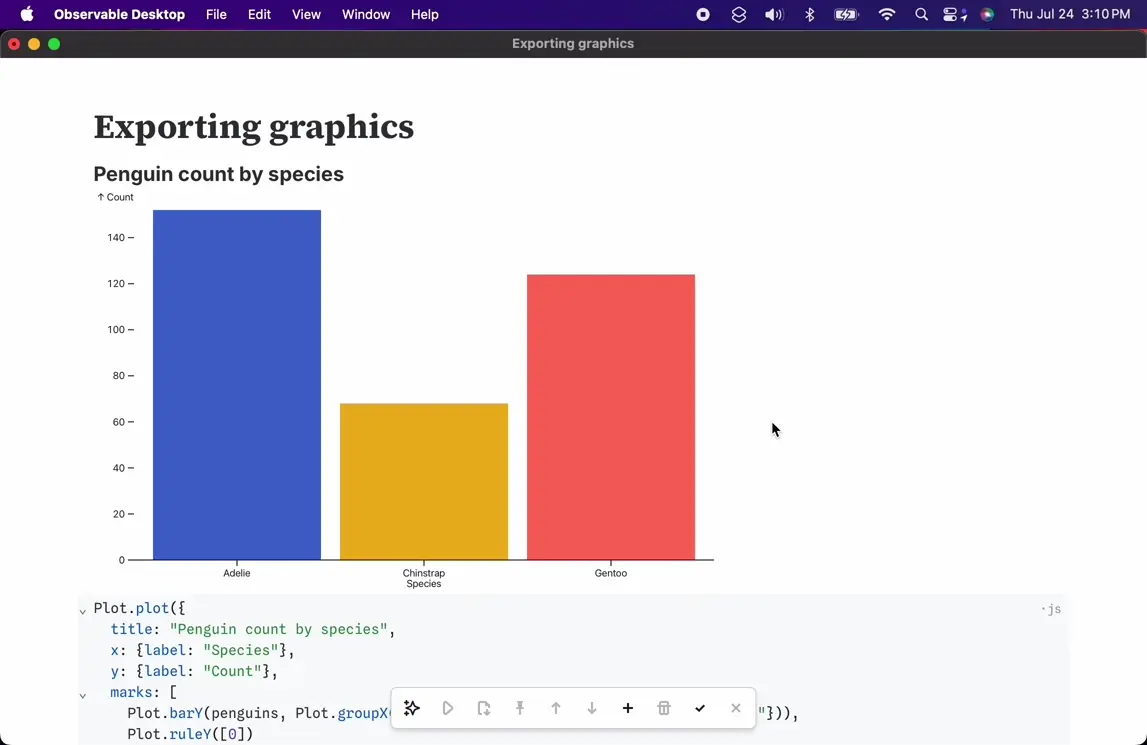 Observable Desktop File Edit View Window Help Thu Jul 24 3:10 PM
Exporting graphics
Exporting graphics
Penguin count by species
↑ Count
140
120
100
80
60
40
20
0
Adelie Chinstrap Gentoo
Species
Plot.plot({ js
title: "Penguin count by species",
x: {label: "Species"},
y: {label: "Count"},
marks: [
Plot.barY(penguins, Plot.groupX( "})),
Plot.ruleY([0])